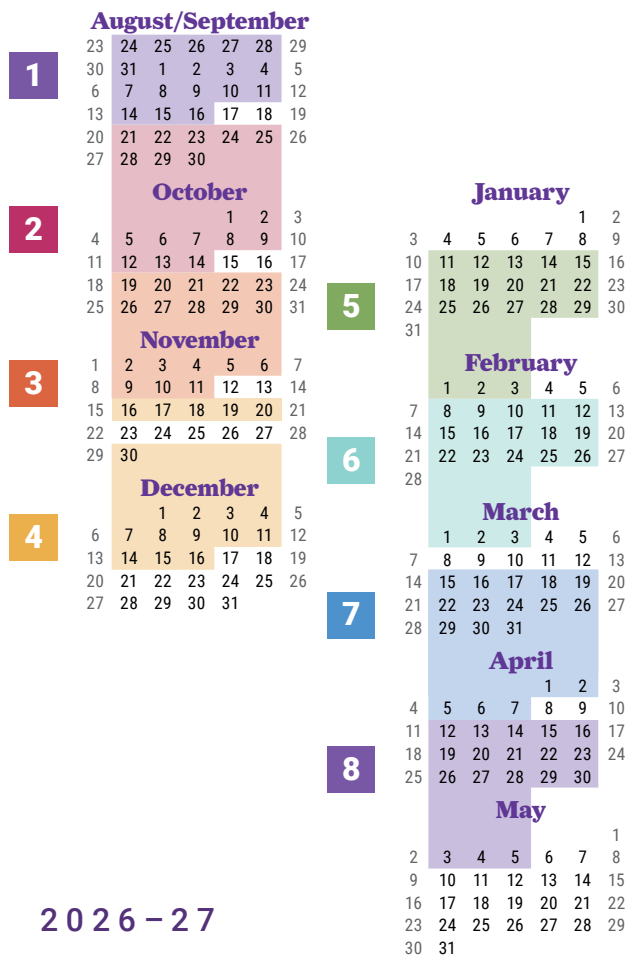 August/September
23 24 25 26 27 28 29
1
30 31 1 2 3 4 5
6 7 8 9 10 11 12
13 14 15 16 17 18 19
20 21 22 23 24 25 26
27 28 29 30
October
2
1 2 3
4 5 6 7 8 9 10
11 12 13 14 15 16 17
18 19 20 21 22 23 24
25 26 27 28 29 30 31
November
3
1 2 3 4 5 6 7
8 9 10 11 12 13 14
15 16 17 18 19 20 21
22 23 24 25 26 27 28
29 30
December
4
1 2 3 4 5
6 7 8 9 10 11 12
13 14 15 16 17 18 19
20 21 22 23 24 25 26
27 28 29 30 31
January
1 2
3 4 5 6 7 8 9
10 11 12 13 14 15 16
5
17 18 19 20 21 22 23
24 25 26 27 28 29 30
31
February
1 2 3 4 5 6
7 8 9 10 11 12 13
14 15 16 17 18 19 20
6
21 22 23 24 25 26 27
28
March
1 2 3 4 5 6
7 8 9 10 11 12 13
14 15 16 17 18 19 20
7
21 22 23 24 25 26 27
28 29 30 31
April
1 2 3
4 5 6 7 8 9 10
11 12 13 14 15 16 17
8
18 19 20 21 22 23 24
25 26 27 28 29 30
May
1
2 3 4 5 6 7 8
9 10 11 12 13 14 15
16 17 18 19 20 21 22
23 24 25 26 27 28 29
30 31
2026–27